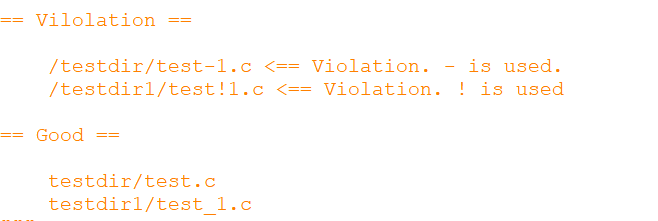 == Vilolation ==
/testdir/test-1.c <== Violation. - is used.
/testdir1/test!1.c <== Violation. ! is used
== Good ==
testdir/test.c
testdir1/test_1.c